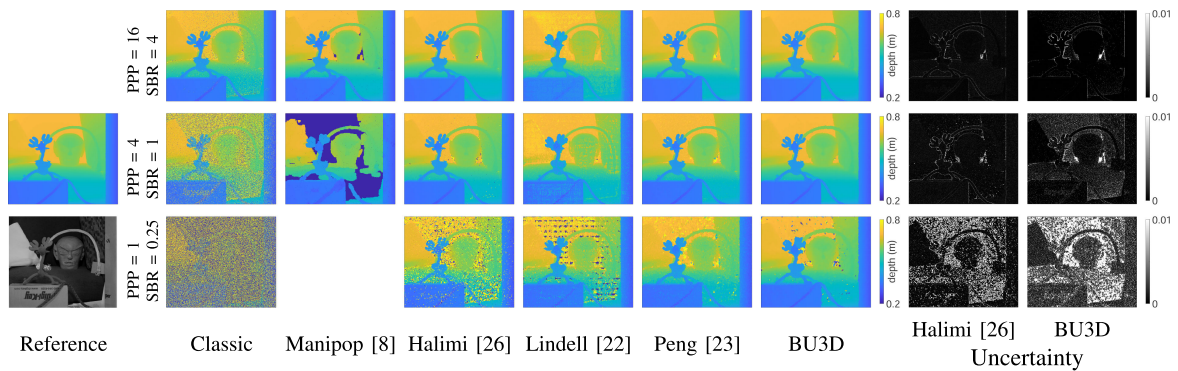 PPP = 16
SBR = 4
0.8
depth (m)
0.2
0.01
0
PPP = 4
SBR = 1
0.8
depth (m)
0.2
0.01
0
PPP = 1
SBR = 0.25
0.8
depth (m)
0.2
0.01
0
Reference
Classic
Manipop [8]
Halimi [26]
Lindell [22]
Peng [23]
BU3D
Halimi [26]
BU3D
Uncertainty